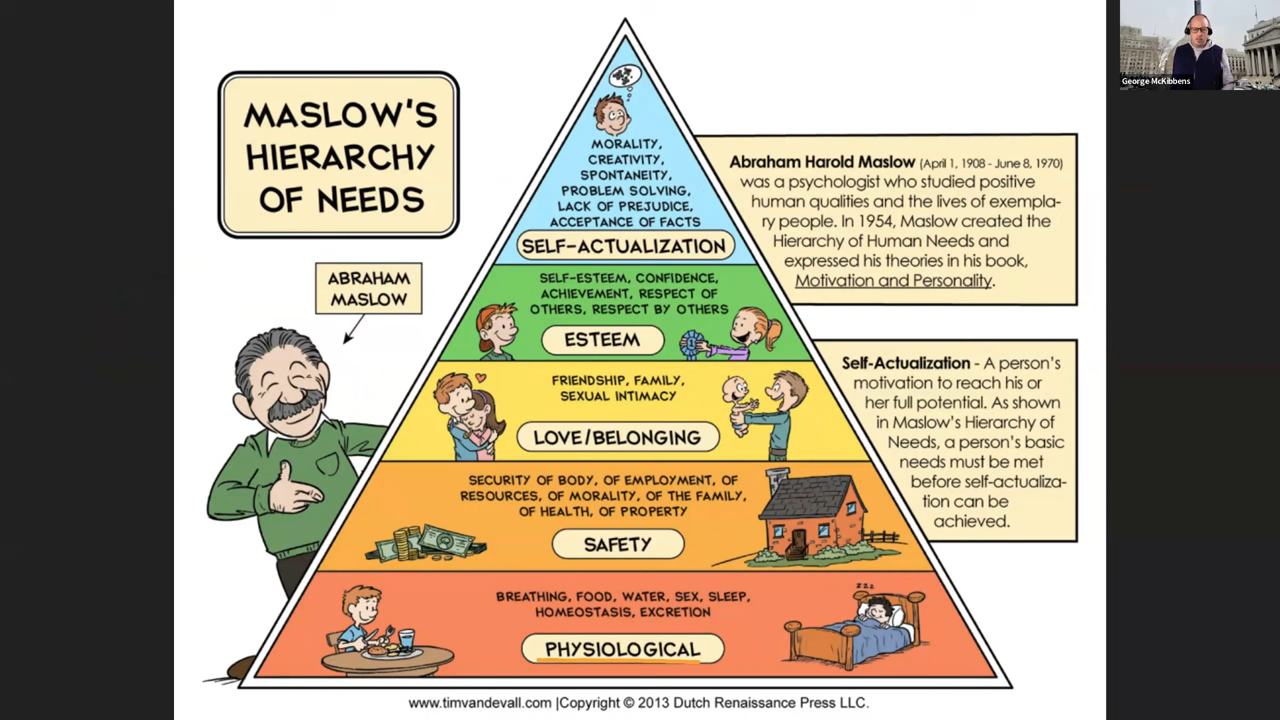 MASLOW'S
HIERARCHY
OF NEEDS
ABRAHAM
MASLOW
MORALITY,
CREATIVITY,
SPONTANEITY,
PROBLEM SOLVING,
LACK OF PREJUDICE,
ACCEPTANCE OF FACTS
SELF-ACTUALIZATION
SELF-ESTEEM, CONFIDENCE,
ACHIEVEMENT, RESPECT OF
OTHERS, RESPECT BY OTHERS
ESTEEM
1
FRIENDSHIP, FAMILY,
SEXUAL INTIMACY
LOVE/BELONGING
SECURITY OF BODY, OF EMPLOYMENT, OF
RESOURCES, OF MORALITY, OF THE FAMILY,
OF HEALTH, OF PROPERTY
SAFETY
BREATHING, FOOD, WATER, SEX, SLEEP,
HOMEOSTASIS, EXCRETION
zzz
PHYSIOLOGICAL
Abraham Harold Maslow (April 1, 1908 - June 8, 1970)
was a psychologist who studied positive
human qualities and the lives of exempla-
ry people. In 1954, Maslow created the
Hierarchy of Human Needs and
expressed his theories in his book,
Motivation and Personality.
Self-Actualization - A person's
motivation to reach his or
her full potential. As shown
in Maslow's Hierarchy of
Needs, a person's basic
needs must be met
before self-actualiza-
tion can be
achieved.
www.timvandevall.com |Copyright © 2013 Dutch Renaissance Press LLC.
George McKibbens